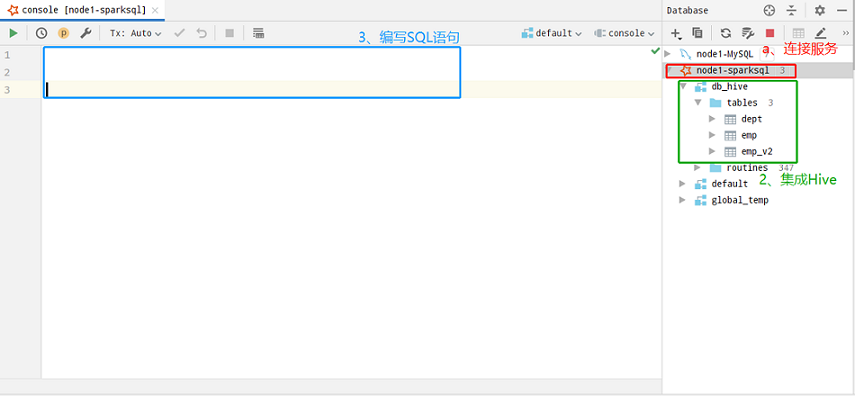 console [node1-sparksql]
Database
Tx: Auto
3、编写SQL语句
default
console
a、连接服务
1
2
3
node1-MySQL
node1-sparksql 3
db_hive
tables 3
dept
emp
emp_v2
routines 347
2、集成Hive
default
global_temp